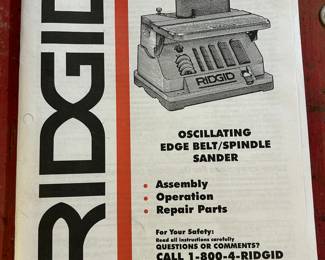 RIDGID
RIDGID
OSCILLATING
EDGE BELT/SPINDLE
SANDER
• Assembly
• Operation
• Repair Parts
For Your Safety:
Read all instructions carefully
QUESTIONS OR COMMENTS?
CALL 1-800-4-RIDGID